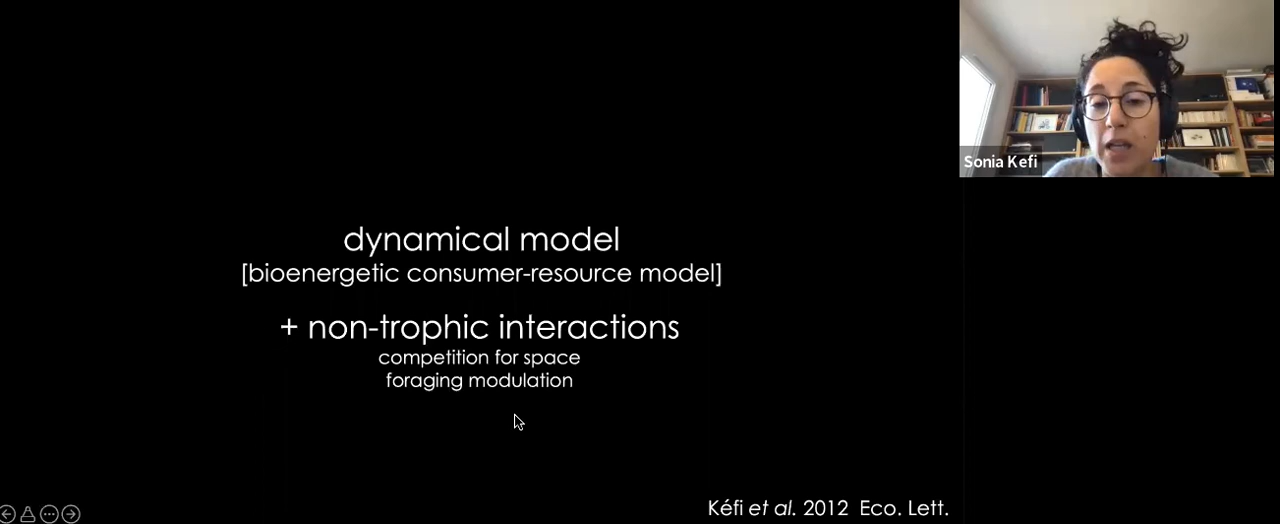 Sonia Kefi
dynamical model
[bioenergetic consumer-resource model]
+ non-trophic interactions
competition for space
foraging modulation
Kéfi et al. 2012 Eco. Lett.